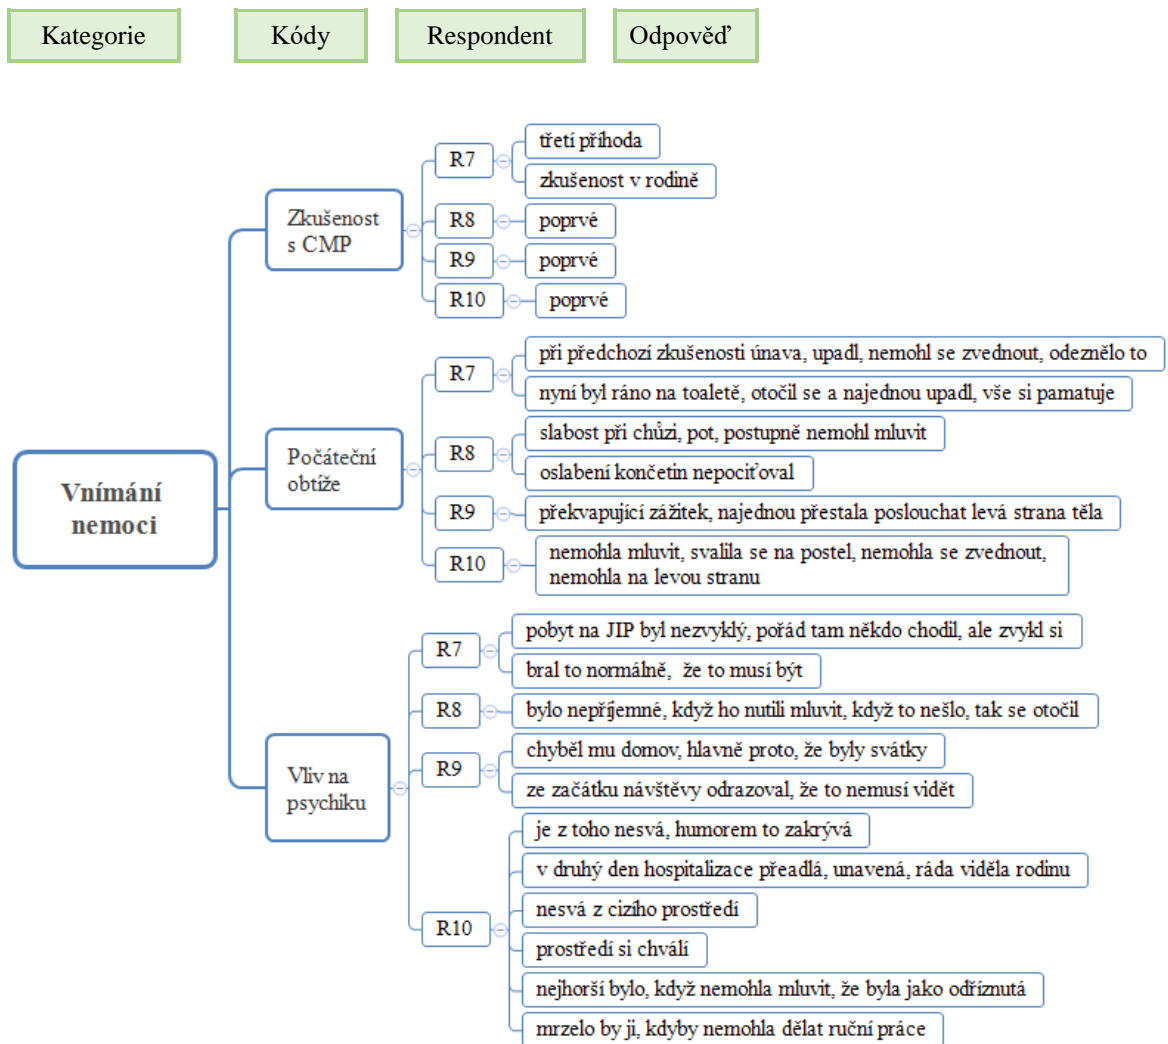 Kategorie
Kódy
Respondent
Odpověď
Vnímání
nemoci
Zkušenost
s CMP
R7
třetí příhoda
zkušenost v rodině
R8
poprvé
R9
poprvé
R10
poprvé
Počáteční
obtíže
R7
při předchozí zkušenosti únava, upadl, nemohl se zvednout, odeznělo to
nyní byl ráno na toaletě, otočil se a najednou upadl, vše si pamatuje
R8
slabost při chůzi, pot, postupně nemohl mluvit
oslabení končetin nepociťoval
R9
překvapující zážitek, najednou přestala poslouchat levá strana těla
R10
nemohla mluvit, svalila se na postel, nemohla se zvednout,
nemohla na levou stranu
Vliv na
psychiku
R7
pobyt na JIP byl nezvyklý, pořád tam někdo chodil, ale zvykl si
bral to normálně, že to musí být
R8
bylo nepříjemné, když ho nutili mluvit, když to nešlo, tak se otočil
R9
chyběl mu domov, hlavně proto, že byly svátky
ze začátku návštěvy odrazoval, že to nemusí vidět
R10
je z toho nesvá, humorem to zakrývá
v druhý den hospitalizace přeadlá, unavená, ráda viděla rodinu
nesvá z cizího prostředí
prostředí si chválí
nejhorší bylo, když nemohla mluvit, že byla jako odříznutá
mrzelo by ji, kdyby nemohla dělat ruční práce